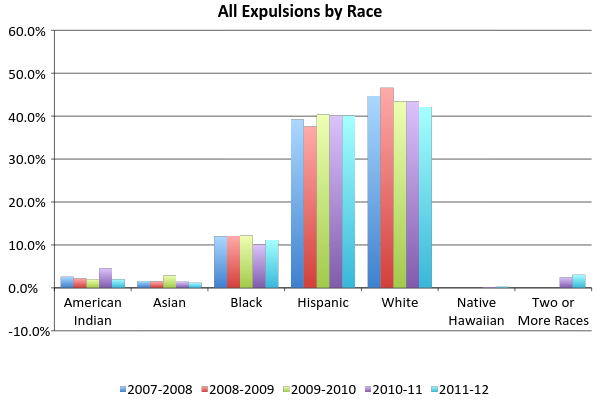 All Expulsions by Race
60.0%
50.0%
40.0%
30.0%
20.0%
10.0%
0.0%
-10.0%
American Indian
Asian
Black
Hispanic
White
Native Hawaiian
Two or More Races
2007-2008
2008-2009
2009-2010
2010-11
2011-12